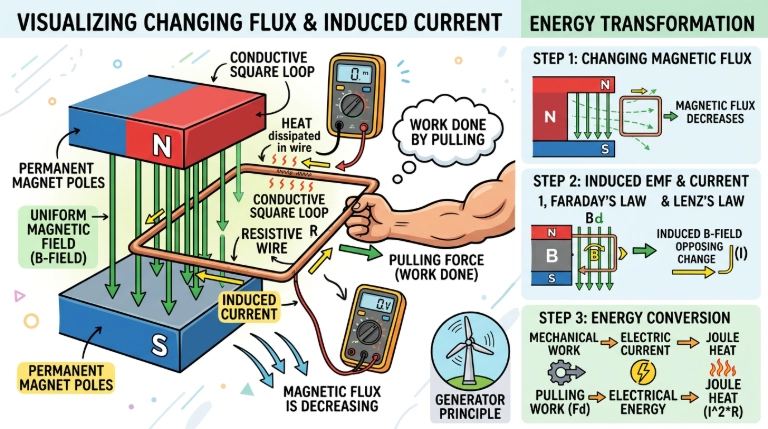 VISUALIZING CHANGING FLUX & INDUCED CURRENT
CONDUCTIVE
SQUARE LOOP
N
PERMANENT
MAGNET POLES
HEAT
dissipated
in wire
0. m
WORK DONE
BY PULLING
UNIFORM
MAGNETIC
FIELD
(B-FIELD)
CONDUCTIVE
SQUARE LOOP
RESISTIVE R
WIRE
PULLING FORCE
(WORK DONE)
INDUCED
CURRENT
0.V
S
PERMANENT
MAGNET POLES
MAGNETIC FLUX
IS DECREASING
GENERATOR
PRINCIPLE
ENERGY TRANSFORMATION
STEP 1: CHANGING MAGNETIC FLUX
N
N
S
MAGNETIC FLUX
DECREASES
STEP 2: INDUCED EMF & CURRENT
1, FARADAY'S LAW & LENZ'S LAW
Bd
N
B
B
S
INDUCED B-FIELD
OPPOSING
CHANGE
(I)
STEP 3: ENERGY CONVERSION
MECHANICAL
WORK
ELECTRIC
CURRENT
JOULE
HEAT
PULLING
WORK (Fd)
ELECTRICAL
ENERGY
JOULE
HEAT
(I^2*R)